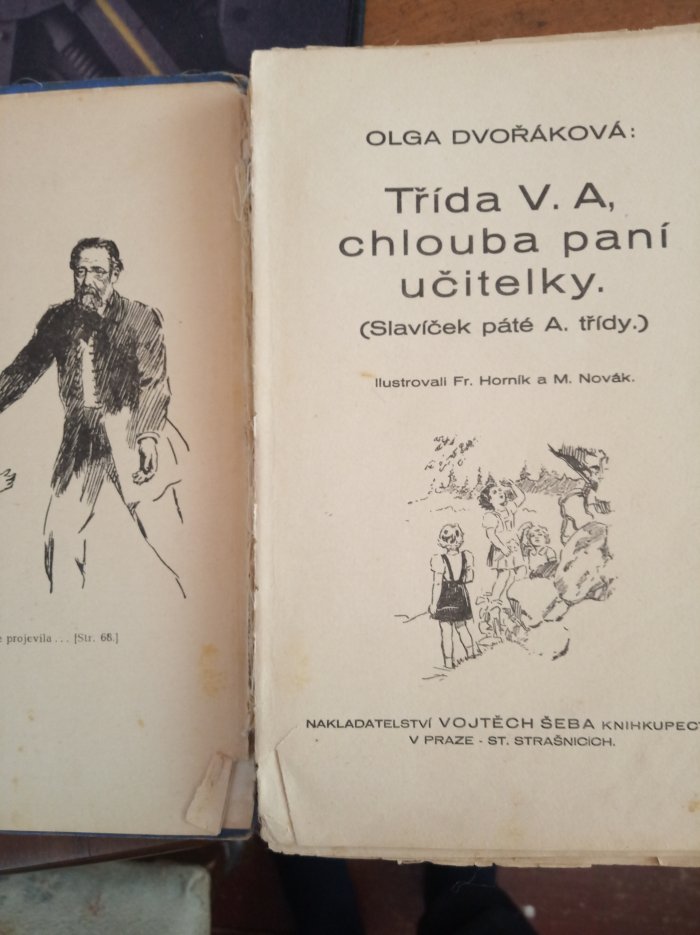 e projevila... [Str. 68.]
OLGA DVOŘÁKOVÁ:
Třída V. A,
chlouba paní
učitelky.
(Slavíček páté A. třídy.)
Ilustrovali Fr. Horník a M. Novák.
NAKLADATELSTVÍ VOJTĚCH ŠEBA KNIHKUPECT
V PRAZE - ST. STRAŠNICÍCH.